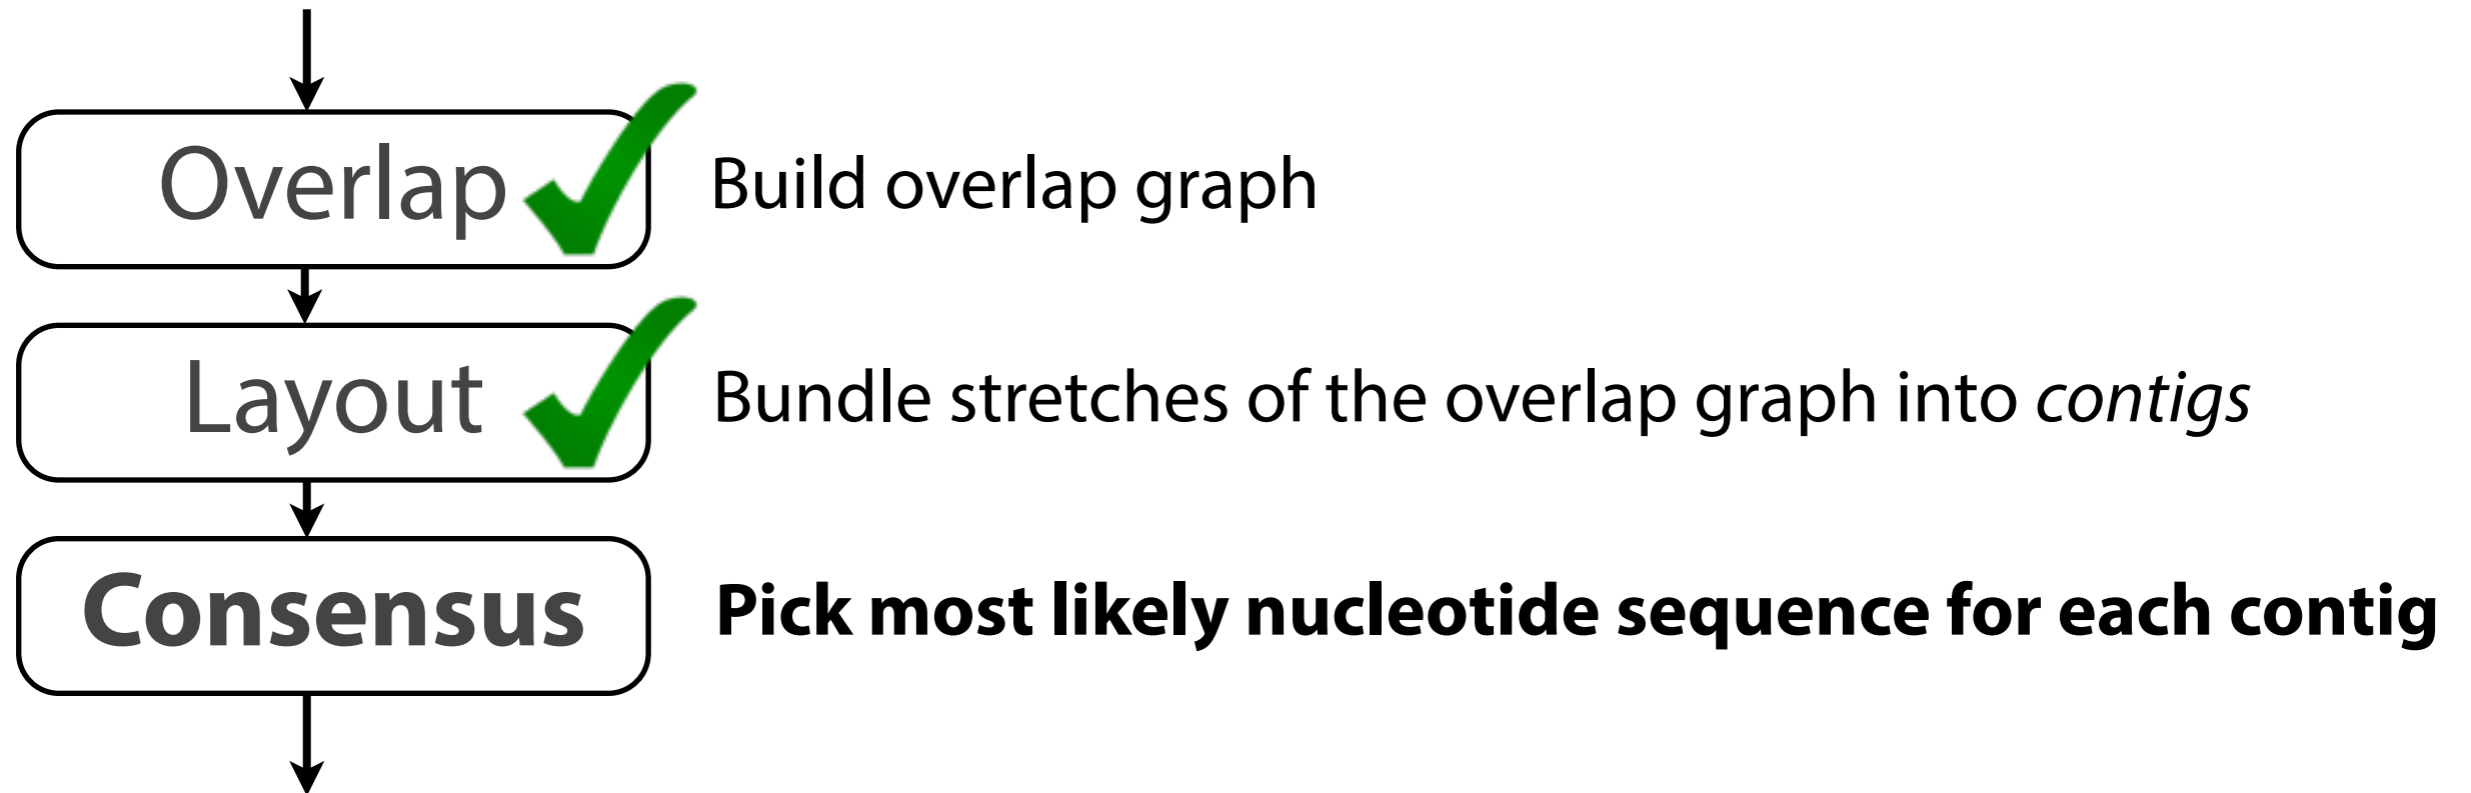 Overlap
Build overlap graph
Layout
Bundle stretches of the overlap graph into contigs
Consensus
Pick most likely nucleotide sequence for each contig